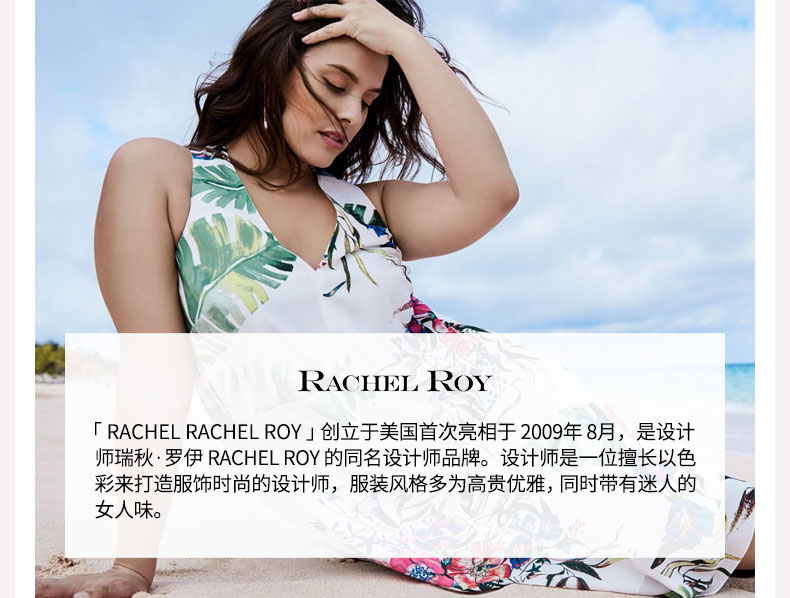 RACHEL ROY
「RACHEL RACHEL ROY」创立于美国首次亮相于 2009年 8月，是设计
师瑞秋·罗伊 RACHEL ROY 的同名设计师品牌。设计师是一位擅长以色
彩来打造服饰时尚的设计师，服装风格多为高贵优雅，同时带有迷人的
女人味。